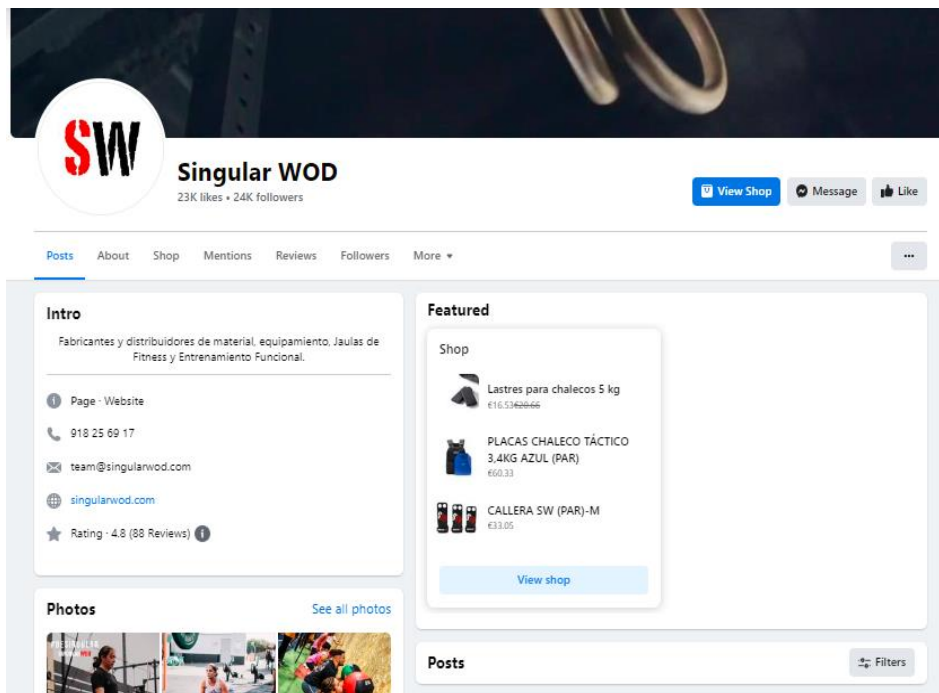 SW
Singular WOD
23K likes • 24K followers
View Shop
Message
Like
Posts
About
Shop
Mentions
Reviews
Followers
More
Intro
Fabricantes y distribuidores de material, equipamiento, Jaulas de
Fitness y Entrenamiento Funcional.
Page · Website
918 25 69 17
team@singularwod.com
singularwod.com
Rating · 4.8 (88 Reviews)
Photos
See all photos
Featured
Shop
Lastres para chalecos 5 kg
€16.53€20.66
PLACAS CHALECO TÁCTICO
3,4KG AZUL (PAR)
€60.33
CALLERA SW (PAR)-M
€33.05
View shop
Posts
Filters